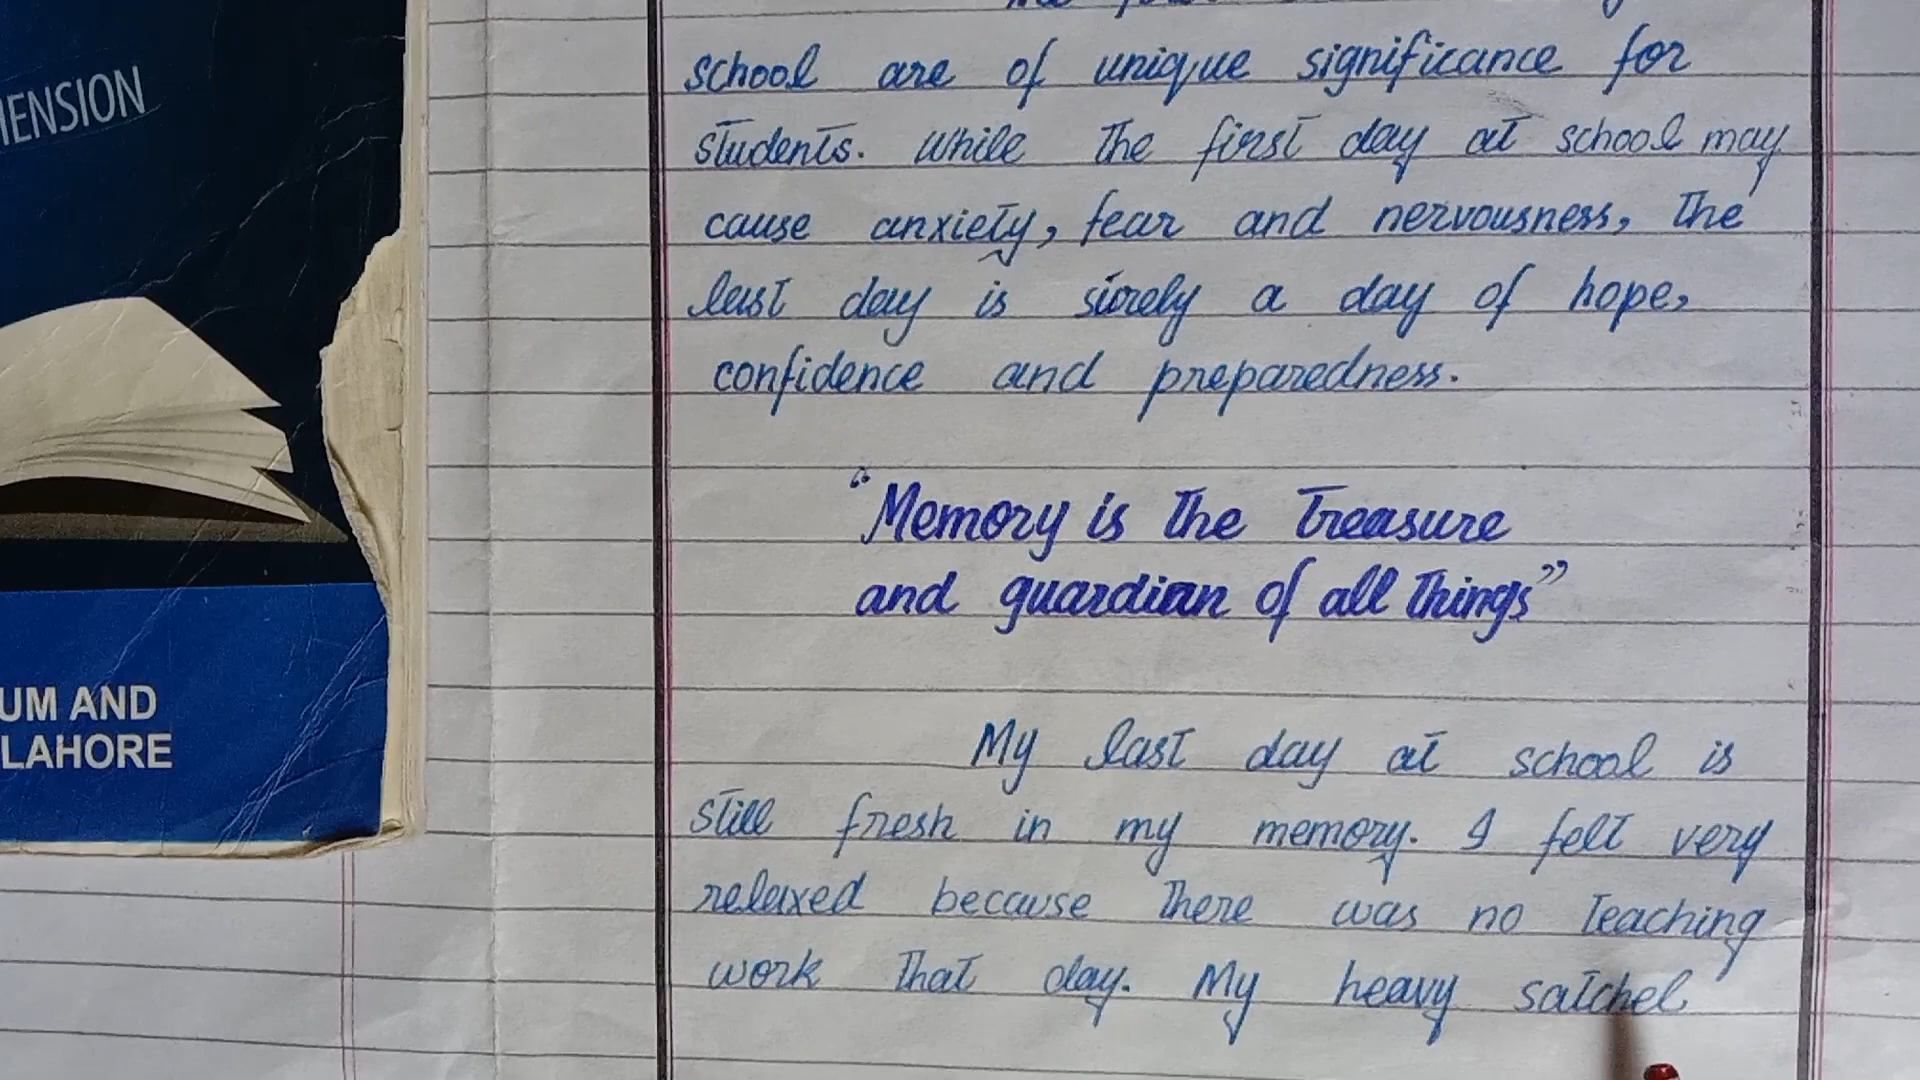 school are of unique significance for
students. While the first day at school may
cause anxiety, fear and nervousness, the
last day is surely a day of hope,
confidence and preparedness.
"Memory is the treasure
and guardian of all things"
My last day at school is
still fresh in my memory. I felt very
relaxed because there was no teaching
work that day. My heavy satchel
HENSION
UM AND
LAHORE